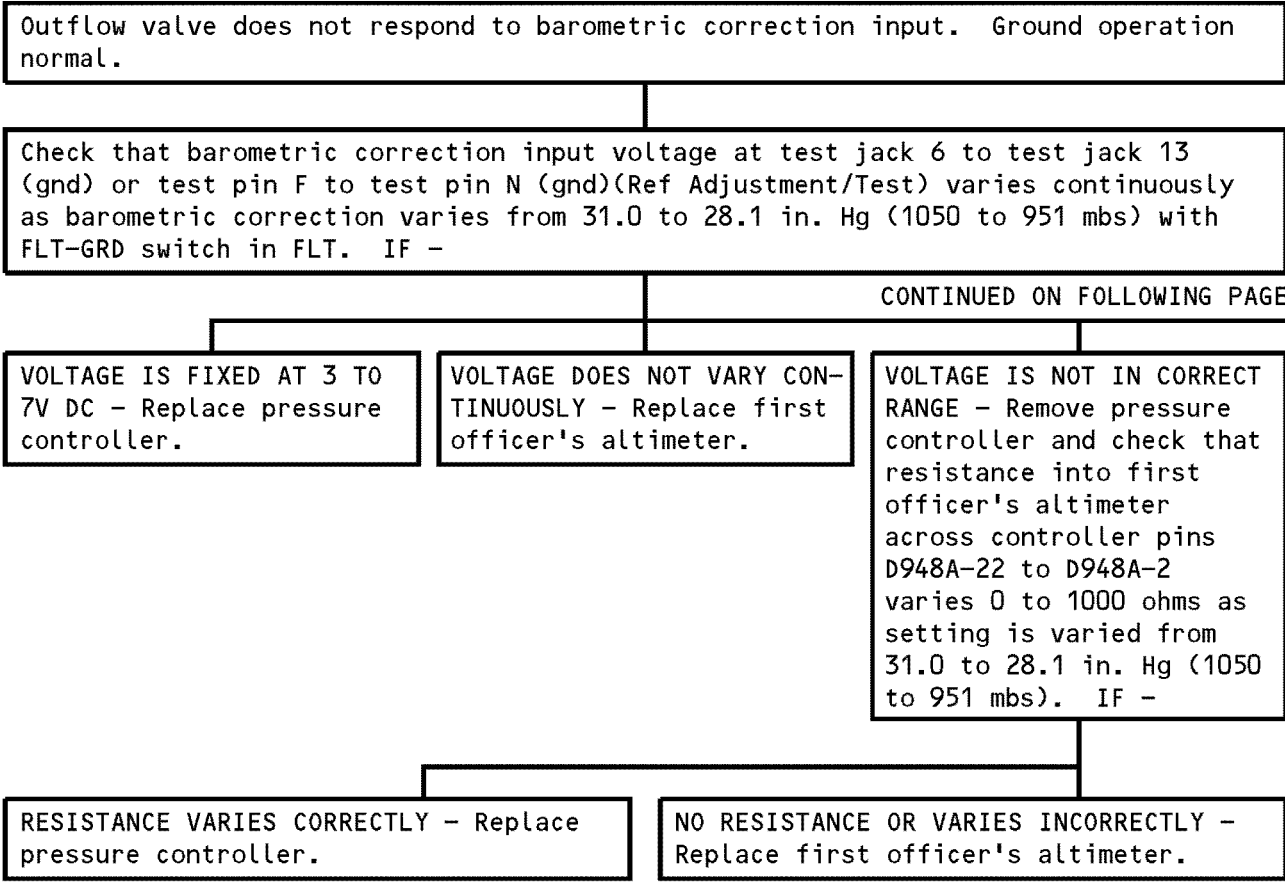 Outflow valve does not respond to barometric correction input.  Ground operation
normal.
Check that barometric correction input voltage at test jack 6 to test jack 13
(gnd) or test pin F to test pin N (gnd)(Ref Adjustment/Test) varies continuously
as barometric correction varies from 31.0 to 28.1 in. Hg (1050 to 951 mbs) with
FLT-GRD switch in FLT.  IF -
CONTINUED ON FOLLOWING PAGE
VOLTAGE IS FIXED AT 3 TO
7V DC - Replace pressure
controller.
VOLTAGE DOES NOT VARY CON-
TINUOUSLY - Replace first
officer's altimeter.
VOLTAGE IS NOT IN CORRECT
RANGE - Remove pressure
controller and check that
resistance into first
officer's altimeter
across controller pins
D948A-22 to D948A-2
varies 0 to 1000 ohms as
setting is varied from
31.0 to 28.1 in. Hg (1050
to 951 mbs).  IF -
RESISTANCE VARIES CORRECTLY - Replace
pressure controller.
NO RESISTANCE OR VARIES INCORRECTLY -
Replace first officer's altimeter.